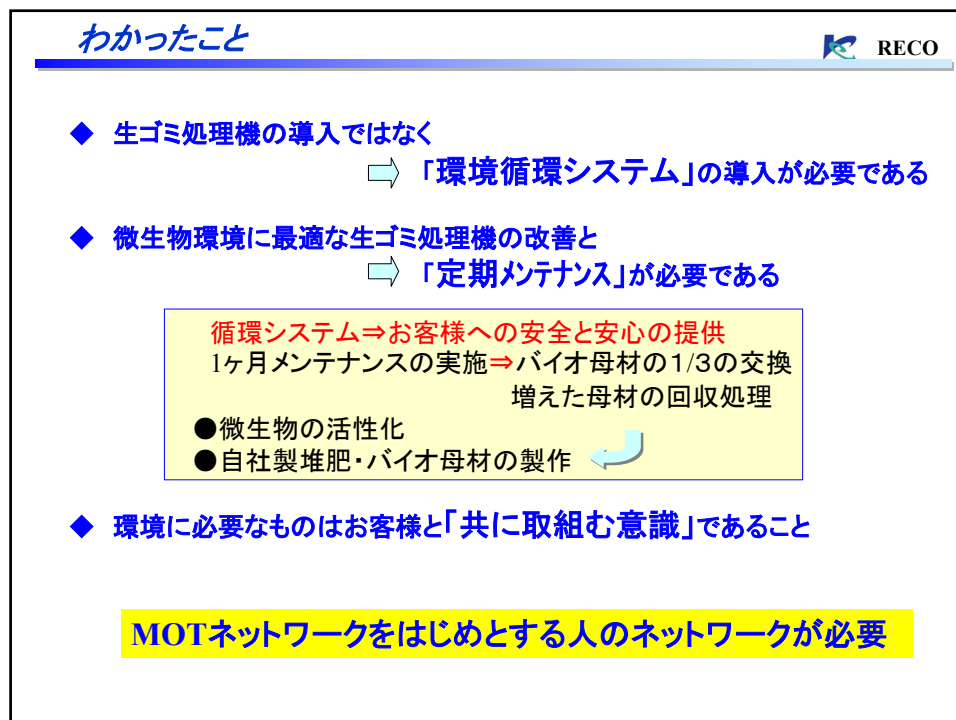 わかったこと
RECO
◆ 生ゴミ処理機の導入ではなく
⇨ 「環境循環システム」の導入が必要である
◆ 微生物環境に最適な生ゴミ処理機の改善と
⇨ 「定期メンテナンス」が必要である
循環システム⇒お客様への安全と安心の提供
1ヶ月メンテナンスの実施⇒バイオ母材の１/３の交換
増えた母材の回収処理
●微生物の活性化
●自社製堆肥・バイオ母材の製作
◆ 環境に必要なものはお客様と「共に取組む意識」であること
MOTネットワークをはじめとする人のネットワークが必要